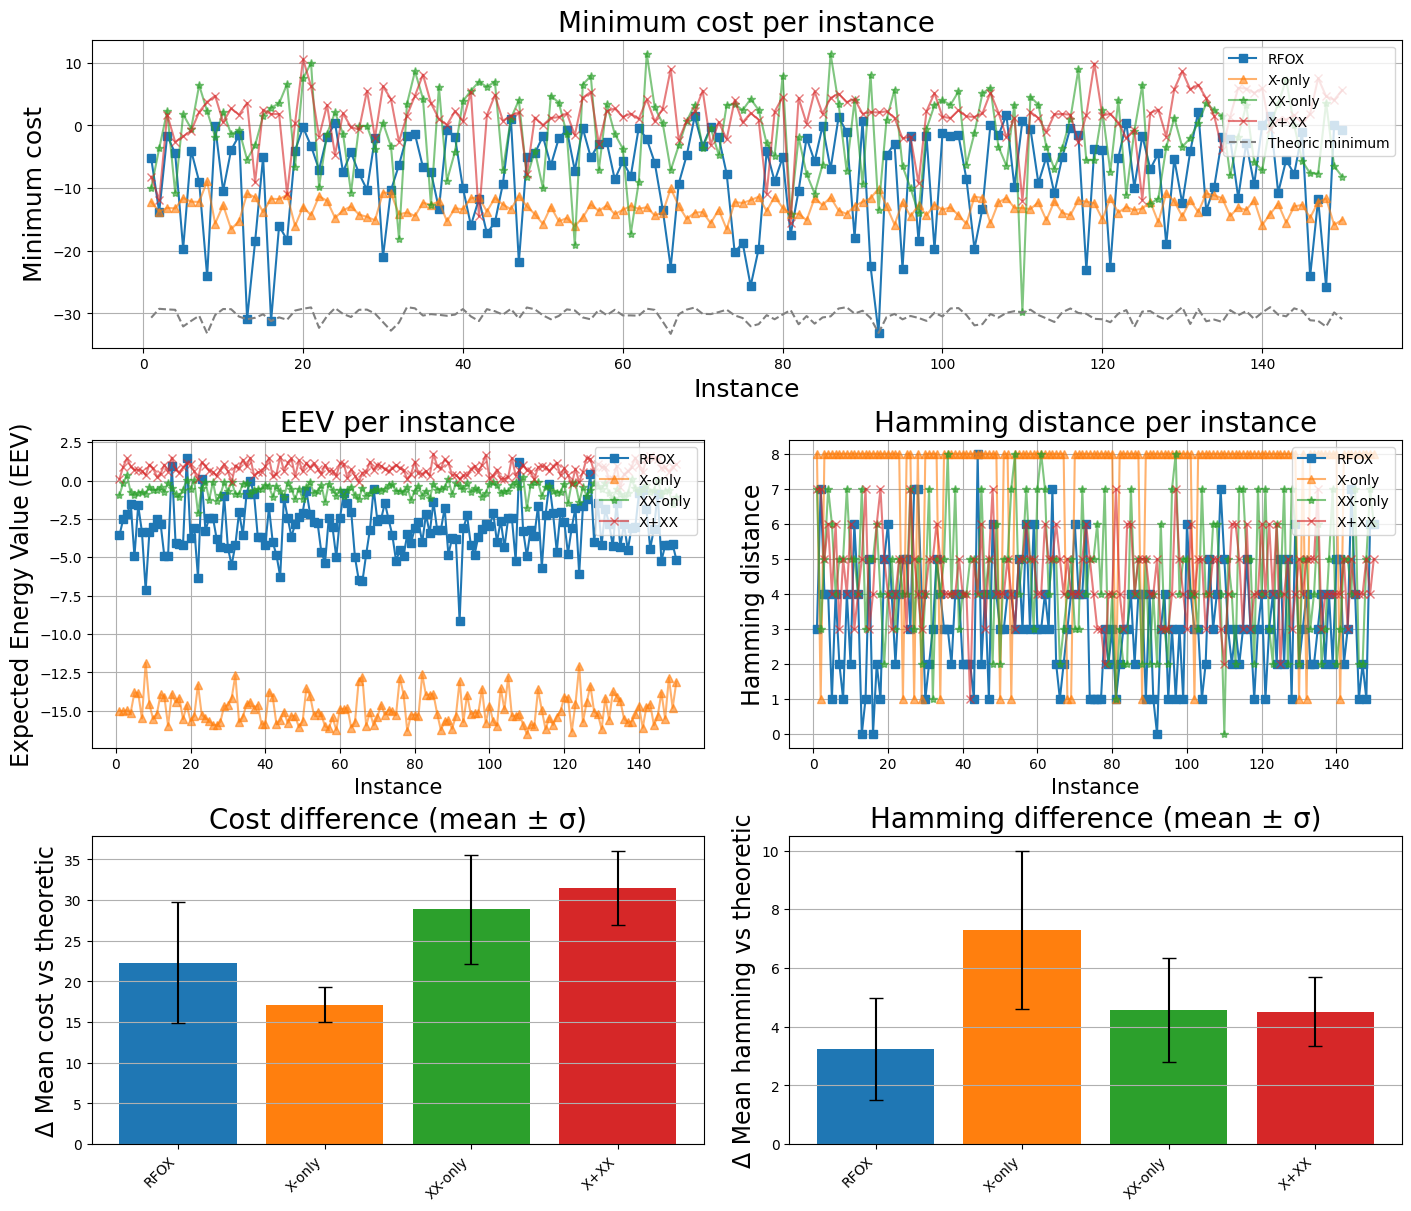 Minimum cost per instance
Minimum cost
10
0
−10
−20
−30
0
20
40
60
80
100
120
140
Instance
RFOX
X-only
XX-only
X+XX
Theoric minimum
EEV per instance
Expected Energy Value (EEV)
2.5
0.0
−2.5
−5.0
−7.5
−10.0
−12.5
−15.0
0
20
40
60
80
100
120
140
Instance
RFOX
X-only
XX-only
X+XX
Hamming distance per instance
Hamming distance
8
7
6
5
4
3
2
1
0
0
20
40
60
80
100
120
140
Instance
RFOX
X-only
XX-only
X+XX
Cost difference (mean ± σ)
Δ Mean cost vs theoretic
35
30
25
20
15
10
5
0
RFOX
X-only
XX-only
X+XX
Hamming difference (mean ± σ)
Δ Mean hamming vs theoretic
10
8
6
4
2
0
RFOX
X-only
XX-only
X+XX